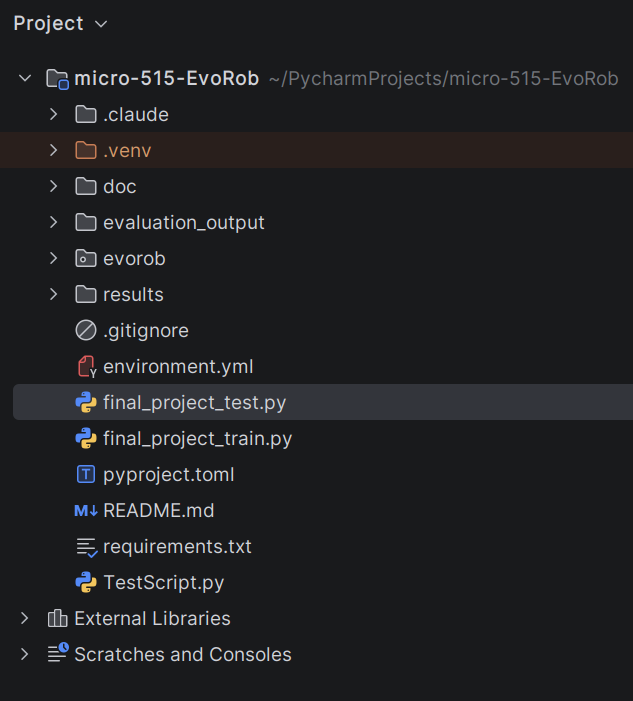 Project
micro-515-EvoRob ~/PycharmProjects/micro-515-EvoRob
.claude
.venv
doc
evaluation_output
evorob
results
.gitignore
Y environment.yml
final_project_test.py
final_project_train.py
T pyproject.toml
M↓ README.md
requirements.txt
TestScript.py
External Libraries
Scratches and Consoles